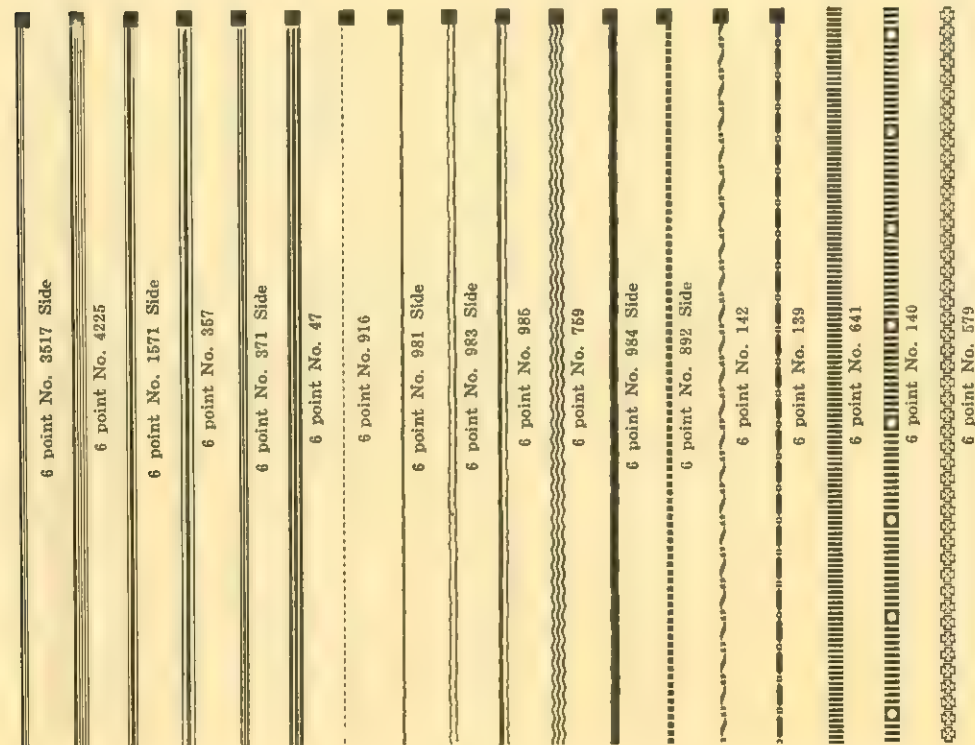 6 point No. 3517 Side
6 point No. 4225
6 point No. 1571 Side
6 point No. 357
6 point No. 371 Side
6 point No. 47
6 point No. 916
6 point No. 981 Side
6 point No. 983 Side
6 point No. 985
6 point No. 759
6 point No. 984 Side
6 point No. 892 Side
6 point No. 142
6 point No. 139
6 point No. 641
6 point No. 140
6 point No. 579